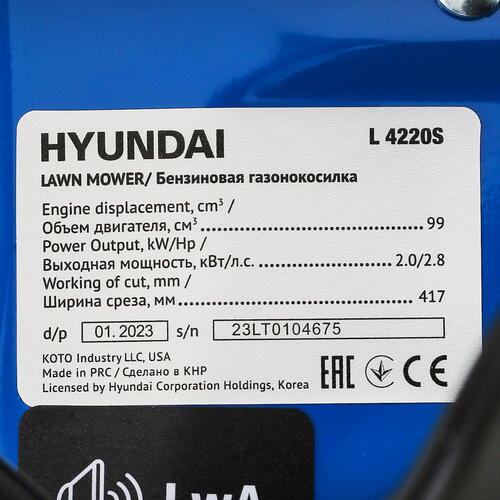 HYUNDAI L 4220S
LAWN MOWER/ Бензиновая газонокосилка
Engine displacement, cm³ /
Объем двигателя, см³ ........................................ 99
Power Output, kW/Hp /
Выходная мощность, кВт/л.с. ........................ 2.0/2.8
Working of cut, mm /
Ширина среза, мм ........................................ 417
d/p 01. 2023 s/n 23LT0104675
KOTO Industry LLC, USA
Made in PRC / Сделано в КНР
Licensed by Hyundai Corporation Holdings, Korea
EAC CE
LwA